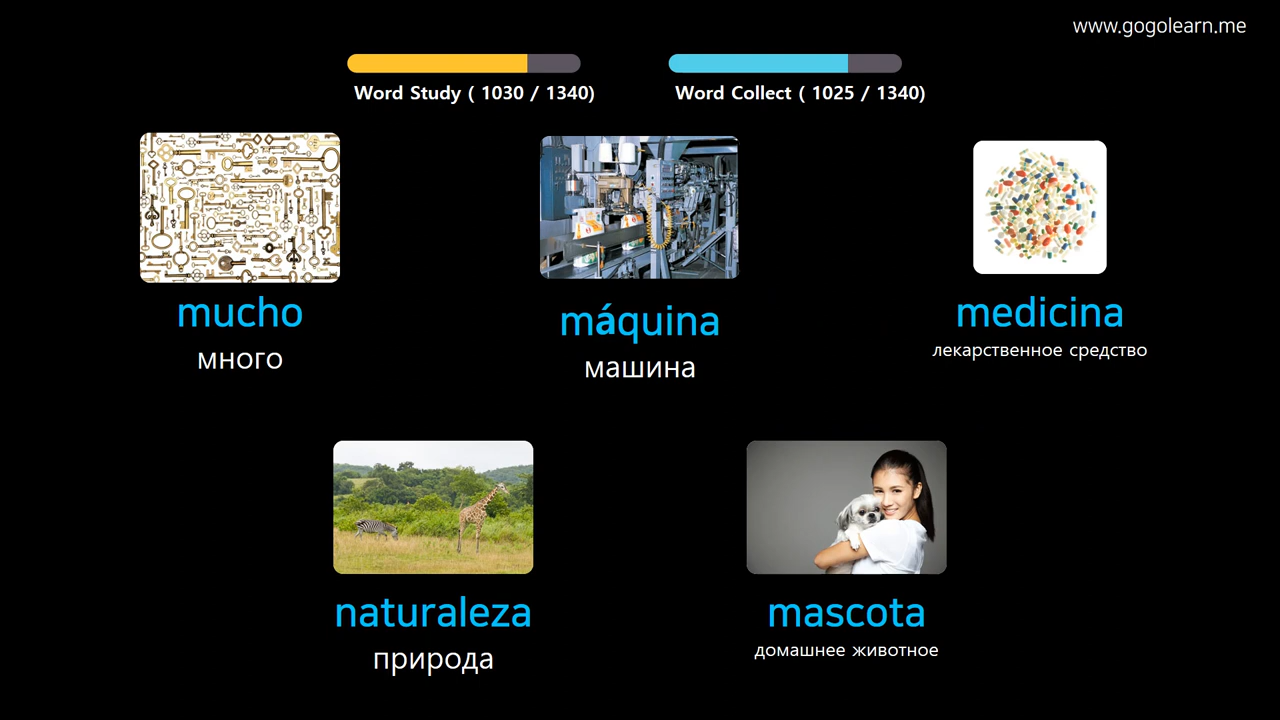 www.gogolearn.me
Word Study ( 1030 / 1340)
Word Collect ( 1025 / 1340)
mucho
много
máquina
машина
medicina
лекарственное средство
naturaleza
природа
mascota
домашнее животное